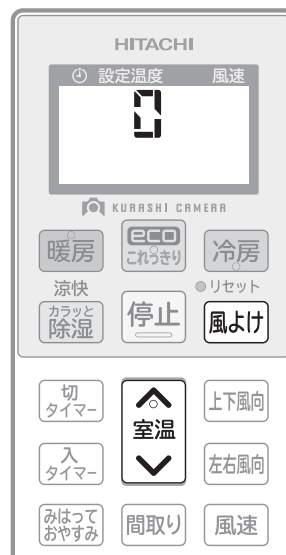 HITACHI
設定温度 風速
0
KURASHI CAMERA
暖房 eco これっきり 冷房
涼快 リセット
カラッと除湿 停止 風よけ
切タイマー 室温 上下風向
入タイマー 左右風向
みはっておやすみ 間取り 風速